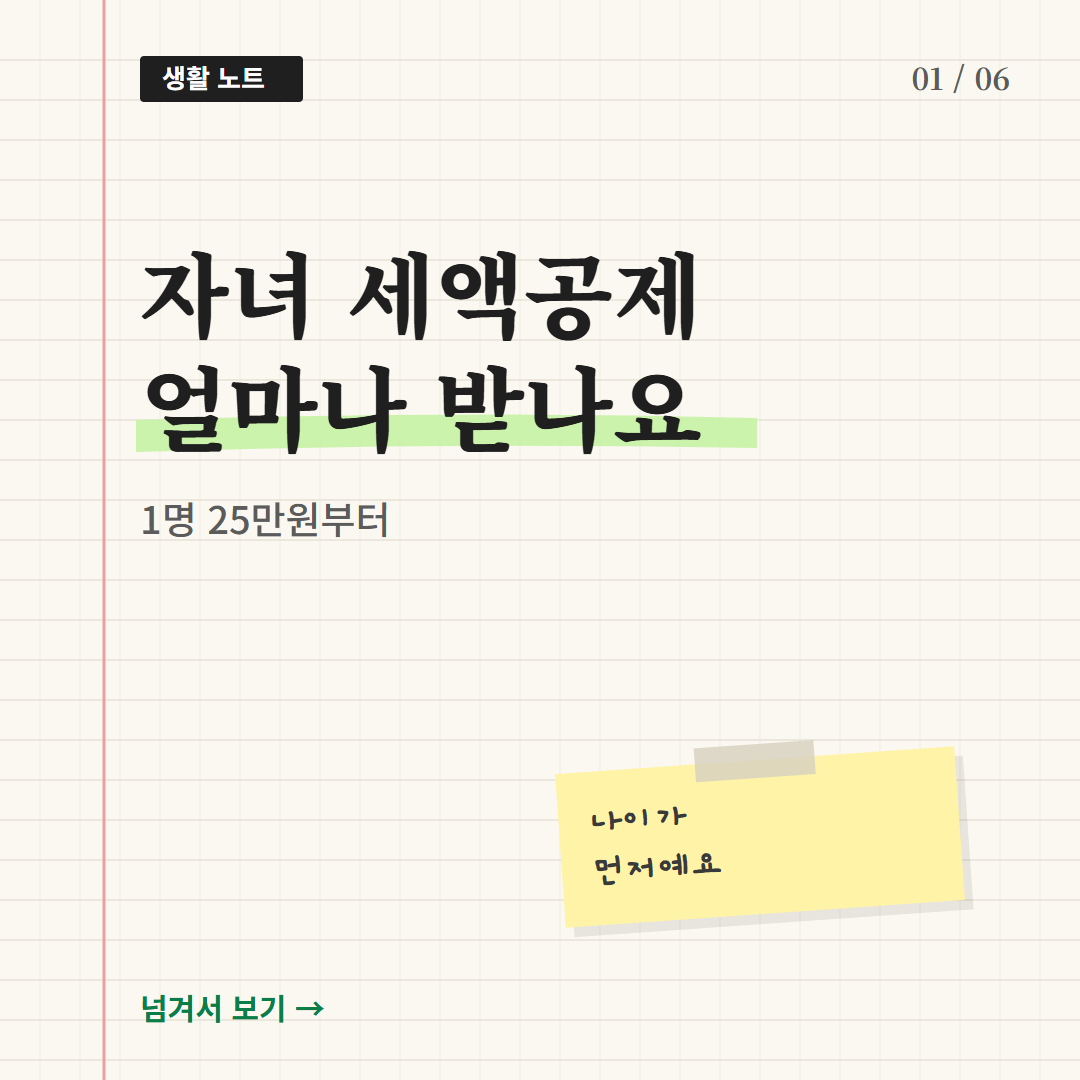 생활 노트
01 / 06
자녀 세액공제
얼마나 받나요
1명 25만원부터
나이가
먼저예요
넘겨서 보기 →